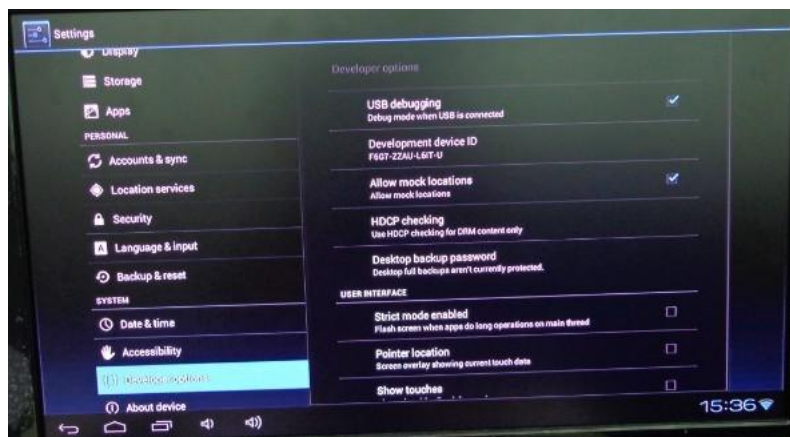 Settings
Display
Storage
Apps
PERSONAL
Accounts & sync
Location services
Security
Language & input
Backup & reset
SYSTEM
Date & time
Accessibility
Developer options
About device
Developer options
USB debugging
Debug mode when USB is connected
Development device ID
F6G7-ZZAU-L6IT-U
Allow mock locations
Allow mock locations
HDCP checking
Use HDCP checking for DRM content only
Desktop backup password
Desktop full backups aren't currently protected.
USER INTERFACE
Strict mode enabled
Flash screen when apps do long operations on main thread
Pointer location
Screen overlay showing current touch data
Show touches
15:36